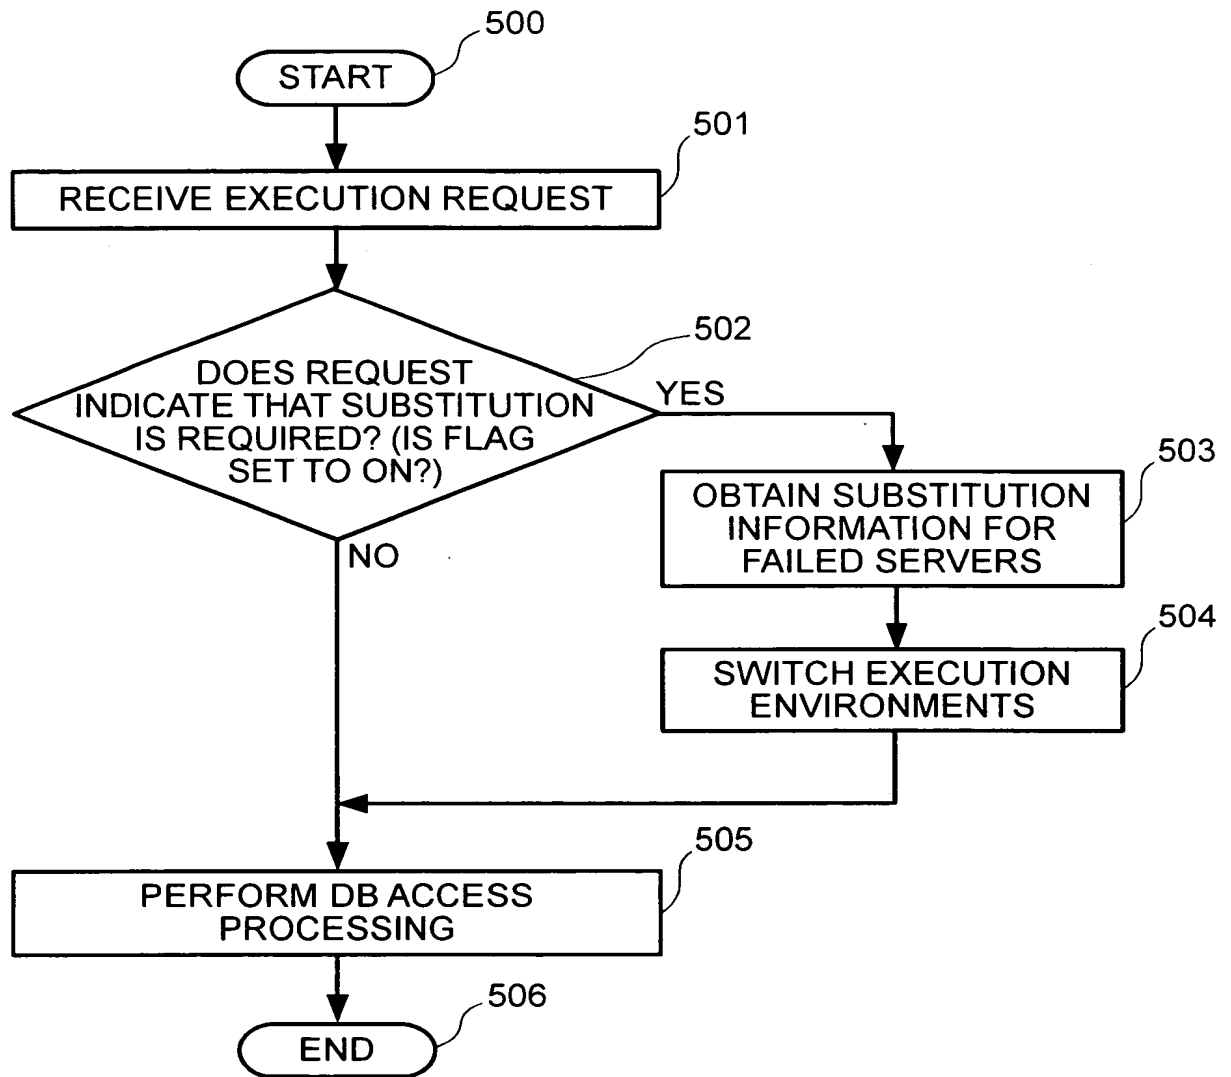 500
START
501
RECEIVE EXECUTION REQUEST
502
DOES REQUEST
INDICATE THAT SUBSTITUTION
IS REQUIRED? (IS FLAG
SET TO ON?)
YES
NO
503
OBTAIN SUBSTITUTION
INFORMATION FOR
FAILED SERVERS
504
SWITCH EXECUTION
ENVIRONMENTS
505
PERFORM DB ACCESS
PROCESSING
506
END